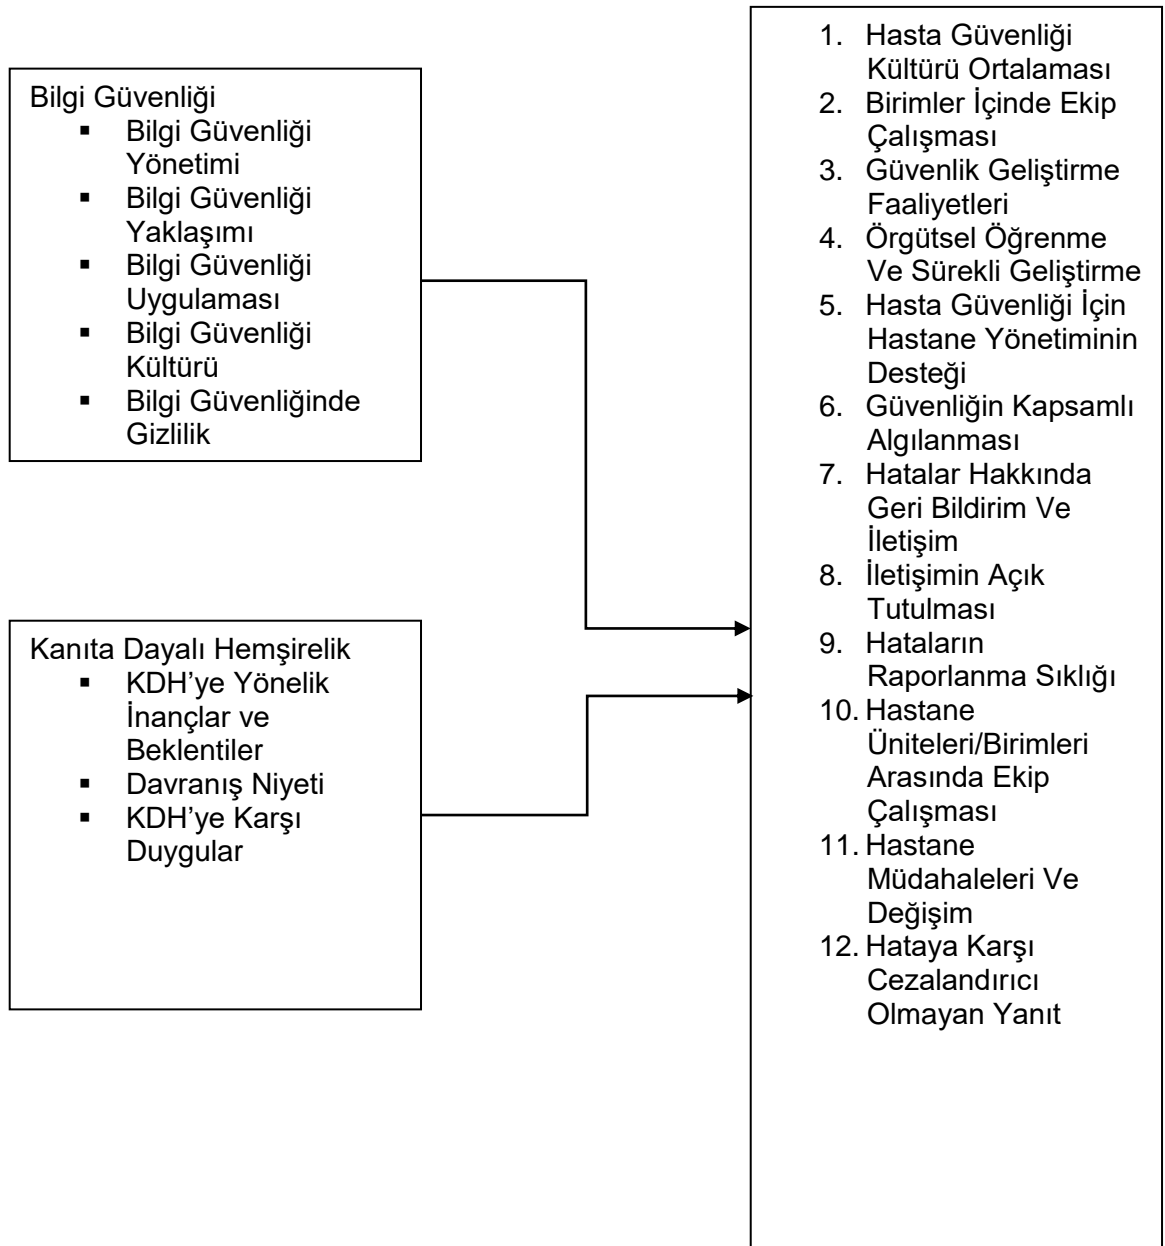 Bilgi Güvenliği
▪ Bilgi Güvenliği
Yönetimi
▪ Bilgi Güvenliği
Yaklaşımı
▪ Bilgi Güvenliği
Uygulaması
▪ Bilgi Güvenliği
Kültürü
▪ Bilgi Güvenliğinde
Gizlilik
Kanıta Dayalı Hemşirelik
▪ KDH’ye Yönelik
İnançlar ve
Beklentiler
▪ Davranış Niyeti
▪ KDH’ye Karşı
Duygular
1. Hasta Güvenliği
Kültürü Ortalaması
2. Birimler İçinde Ekip
Çalışması
3. Güvenlik Geliştirme
Faaliyetleri
4. Örgütsel Öğrenme
Ve Sürekli Geliştirme
5. Hasta Güvenliği İçin
Hastane Yönetiminin
Desteği
6. Güvenliğin Kapsamlı
Algılanması
7. Hatalar Hakkında
Geri Bildirim Ve
İletişim
8. İletişimin Açık
Tutulması
9. Hataların
Raporlanma Sıklığı
10. Hastane
Üniteleri/Birimleri
Arasında Ekip
Çalışması
11. Hastane
Müdahaleleri Ve
Değişim
12. Hataya Karşı
Cezalandırıcı
Olmayan Yanıt